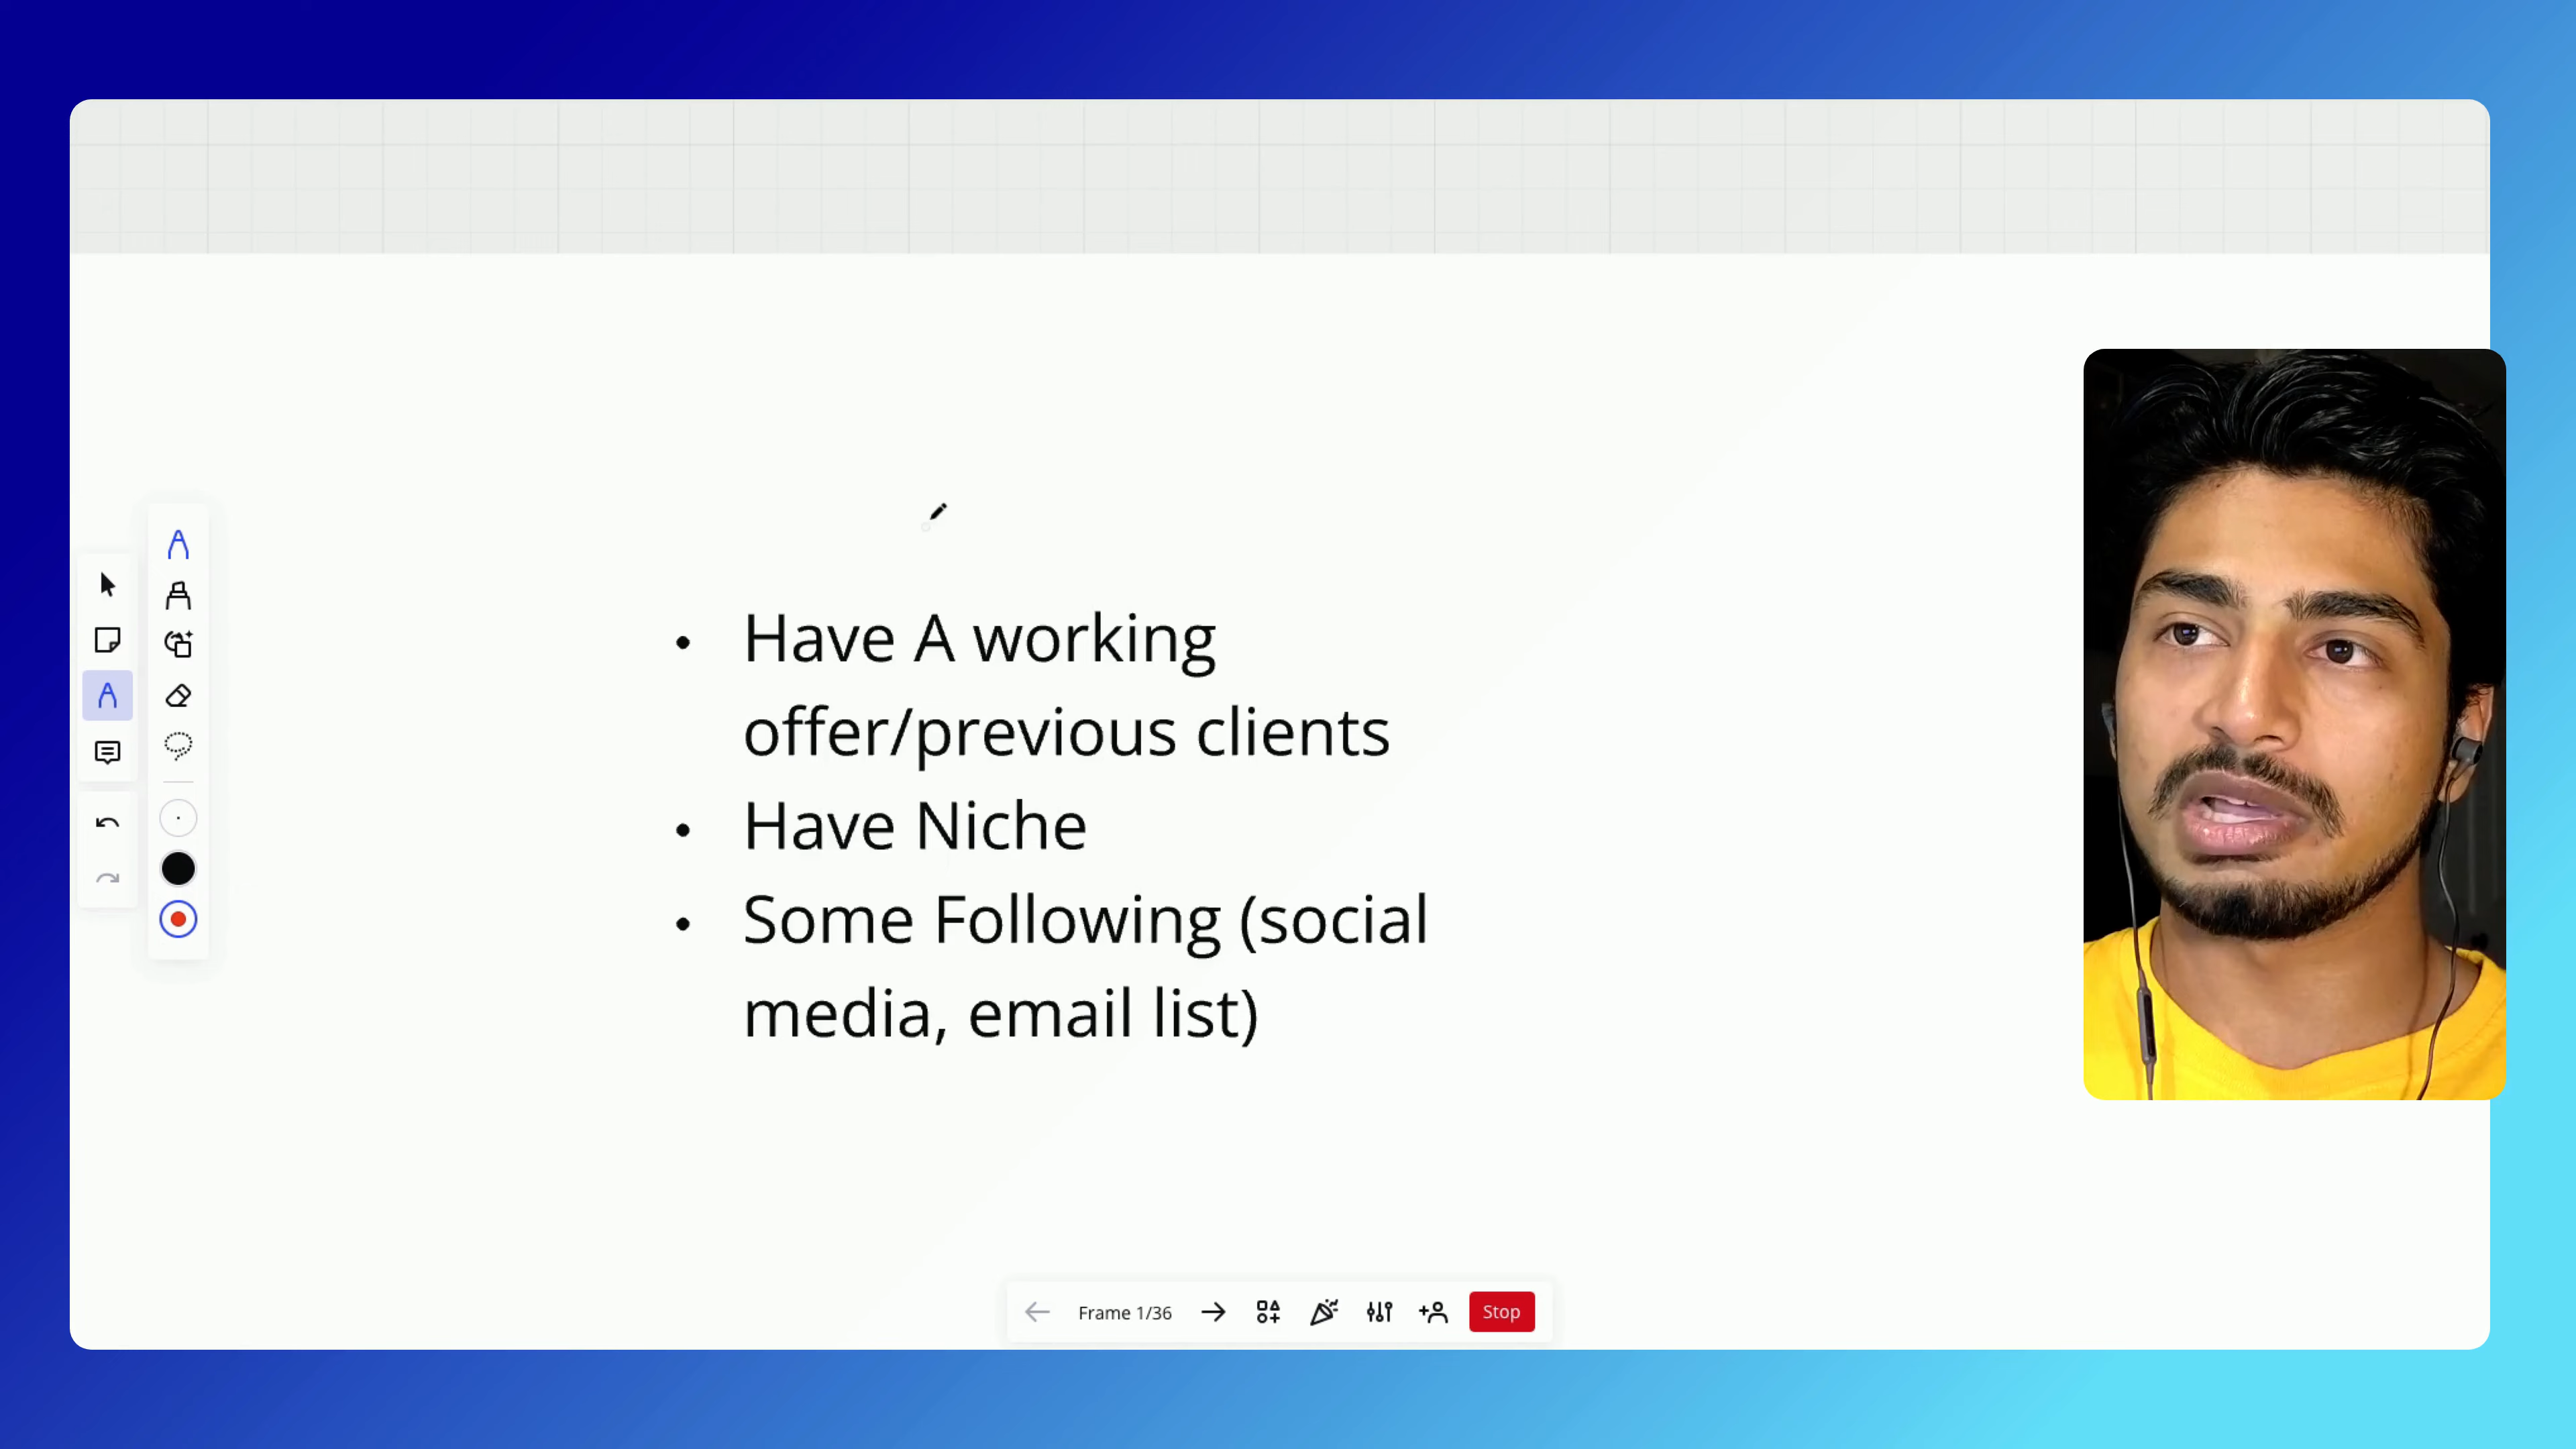 Have A working
offer/previous clients
Have Niche
Some Following (social
media, email list)
Frame 1/36
Stop